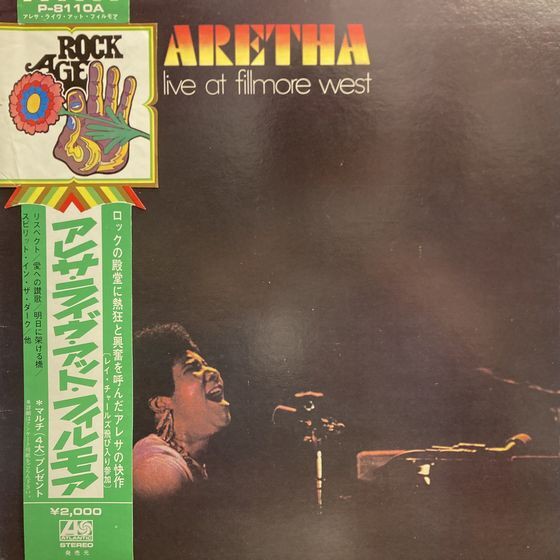 P-8110A
アレサ・ライヴ・アット・フィルモア
ROCK
AGE
ARETHA
live at fillmore west
ロックの殿堂に熱狂と興奮を呼んだアレサの快作
(レイ・チャールズ飛び入り参加)
アレサ・ライヴ・アット・フィルモア
リスペクト/愛への讃歌/明日に架ける橋/
スピリット・イン・ザ・ダーク/他
*マルチ(4大)プレゼント
¥2,000
ATLANTIC
STEREO
発売元